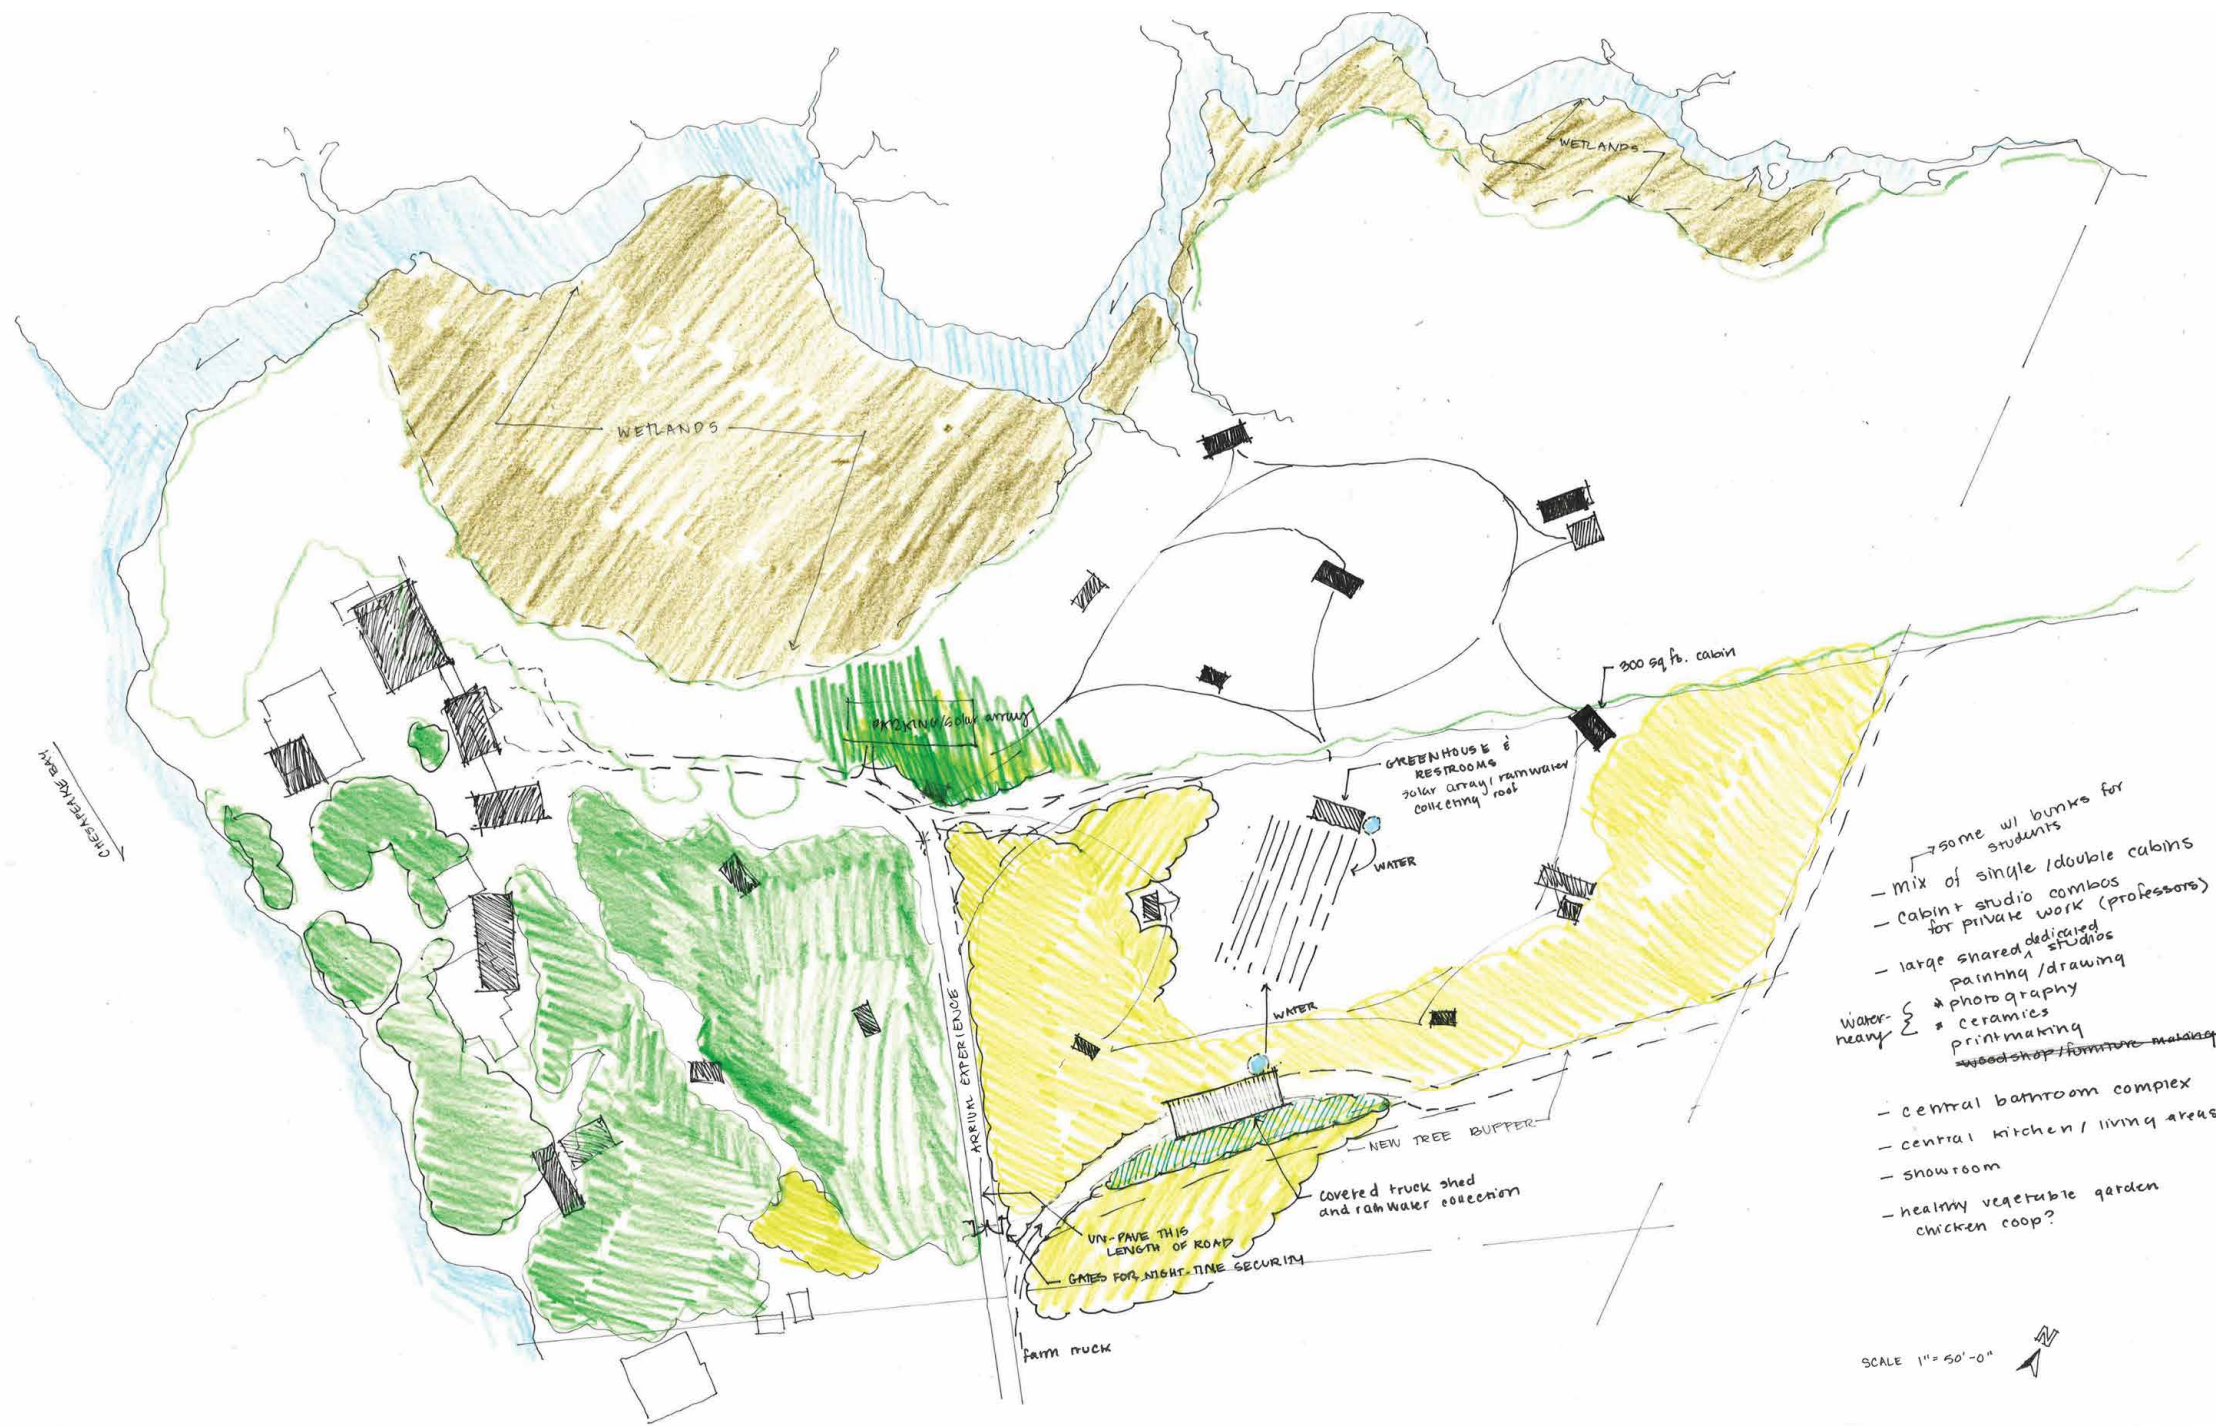 WETLANDS
WETLANDS
CHESAPEAKE BAY
PARKING/solar array
300 sq ft. cabin
GREENHOUSE &
RESTROOMS
solar array, rainwater
collecting roof
WATER
WATER
ARRIVAL EXPERIENCE
NEW TREE BUFFER
covered truck shed
and rainwater collection
UN-PAVE THIS
LENGTH OF ROAD
GATES FOR NIGHT-TIME SECURITY
farm truck
some w/ bunks for
students
- mix of single/double cabins
- cabin + studio combos
for private work (professors)
- large shared dedicated studios
painting/drawing
* photography
* ceramics
printmaking
woodshop/furniture making
water-
heavy
- central bathroom complex
- central kitchen/living areas
- showroom
- healthy vegetable garden
chicken coop?
SCALE 1"=50'-0"
N